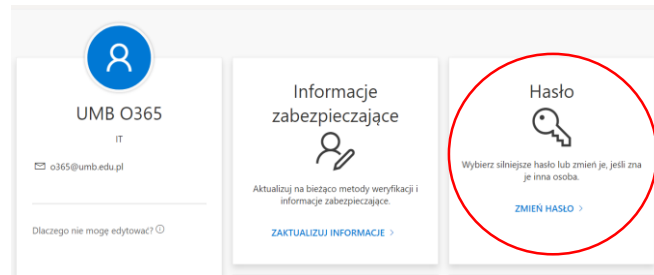 UMB O365
IT
o365@umb.edu.pl
Dlaczego nie mogę edytować?
Informacje
zabezpieczające
Aktualizuj na bieżąco metody weryfikacji i
informacje zabezpieczające.
ZAKTUALIZUJ INFORMACJE >
Hasło
Wybierz silniejsze hasło lub zmień je, jeśli zna
je inna osoba.
ZMIEŃ HASŁO >